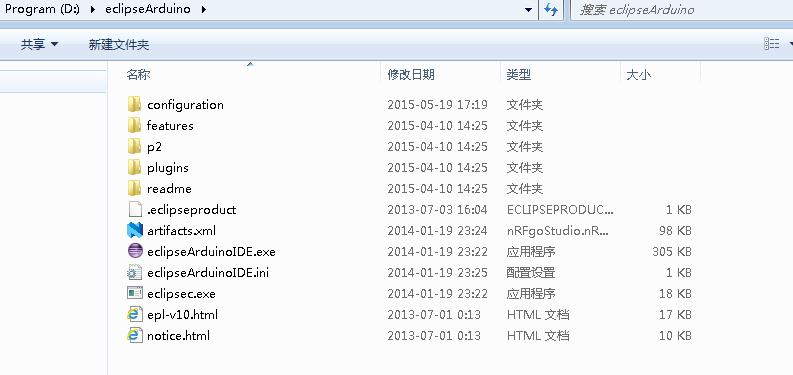 Program (D:) ▸ eclipseArduino ▸ 搜索 eclipseArduino
共享 新建文件夹
名称 修改日期 类型 大小
configuration 2015-05-19 17:19 文件夹
features 2015-04-10 14:25 文件夹
p2 2015-04-10 14:25 文件夹
plugins 2015-04-10 14:25 文件夹
readme 2015-04-10 14:25 文件夹
.eclipseproduct 2013-07-03 16:04 ECLIPSEPRODUC... 1 KB
artifacts.xml 2014-01-19 23:24 nRFgoStudio.nR... 98 KB
eclipseArduinoIDE.exe 2014-01-19 23:22 应用程序 305 KB
eclipseArduinoIDE.ini 2014-01-19 23:25 配置设置 1 KB
eclipsec.exe 2014-01-19 23:22 应用程序 18 KB
epl-v10.html 2013-07-01 0:13 HTML 文档 17 KB
notice.html 2013-07-01 0:13 HTML 文档 10 KB